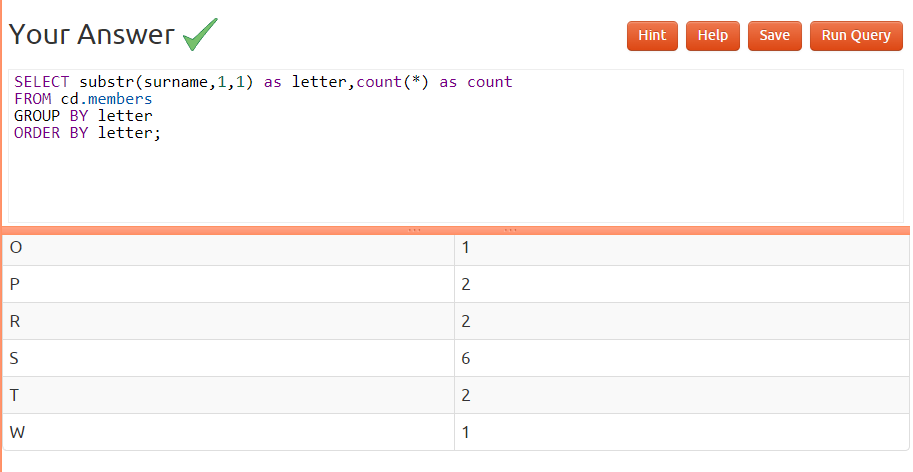 Your Answer
Hint Help Save Run Query
SELECT substr(surname,1,1) as letter,count(*) as count
FROM cd.members
GROUP BY letter
ORDER BY letter;
O 1
P 2
R 2
S 6
T 2
W 1